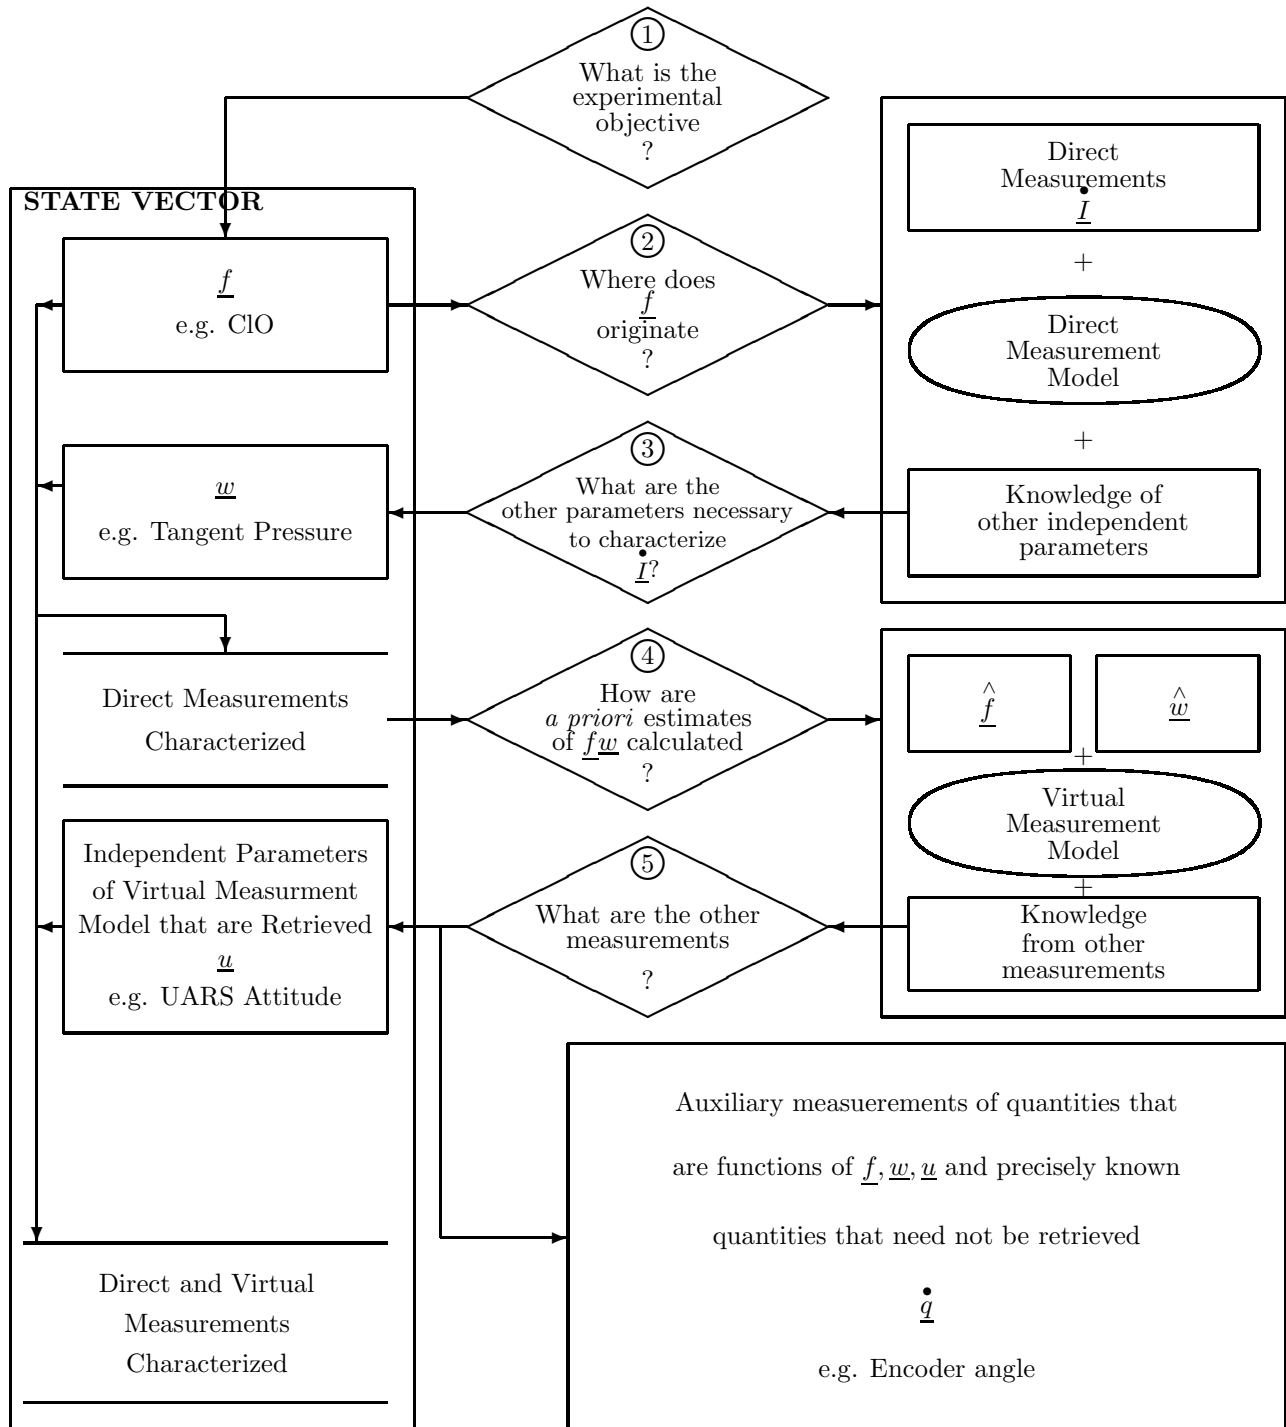 1
What is the
experimental
objective
?
STATE VECTOR
f
e.g. ClO
2
Where does
f
originate
?
Direct
Measurements
İ
+
Direct
Measurement
Model
+
Knowledge of
other independent
parameters
3
What are the
other parameters necessary
to characterize
İ?
w
e.g. Tangent Pressure
Direct Measurements
Characterized
4
How are
a priori estimates
of f w calculated
?
f̂
ŵ
+
Virtual
Measurement
Model
+
Knowledge
from other
measurements
5
What are the other
measurements
?
Independent Parameters
of Virtual Measurment
Model that are Retrieved
u
e.g. UARS Attitude
Auxiliary measuerements of quantities that
are functions of f, w, u and precisely known
quantities that need not be retrieved
q̇
e.g. Encoder angle
Direct and Virtual
Measurements
Characterized